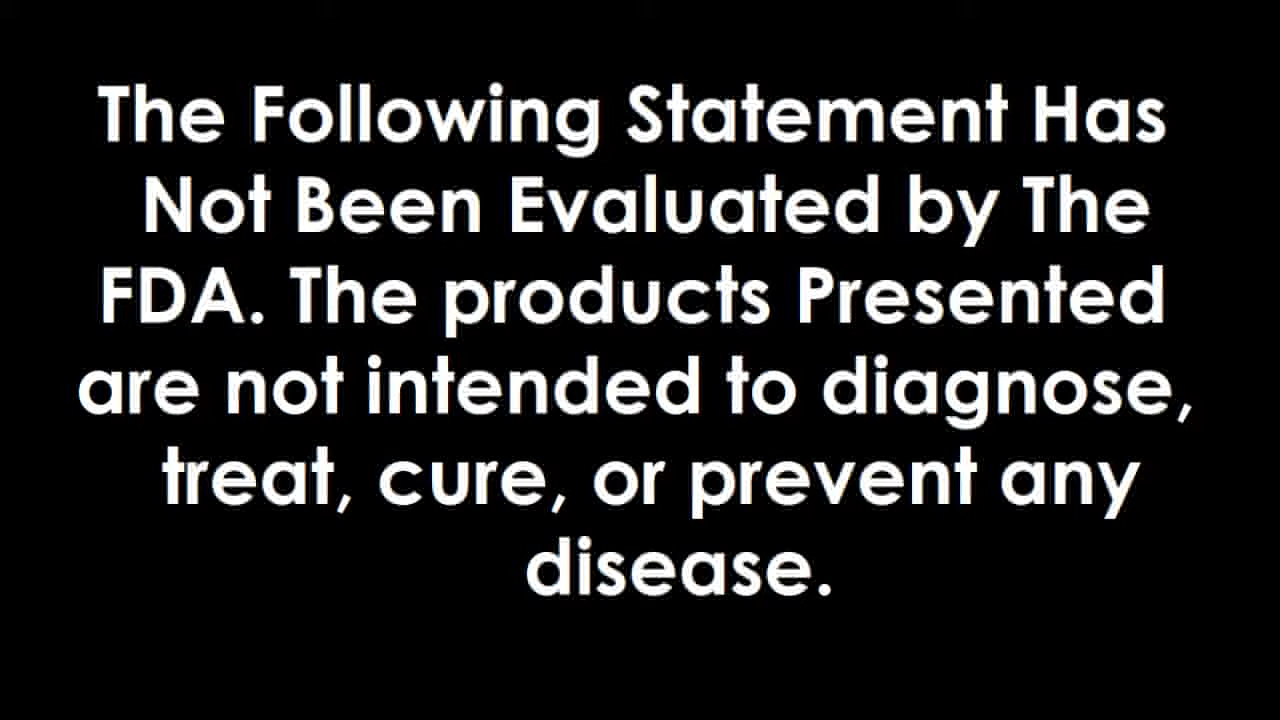 The Following Statement Has
Not Been Evaluated by The
FDA. The products Presented
are not intended to diagnose,
treat, cure, or prevent any
disease.